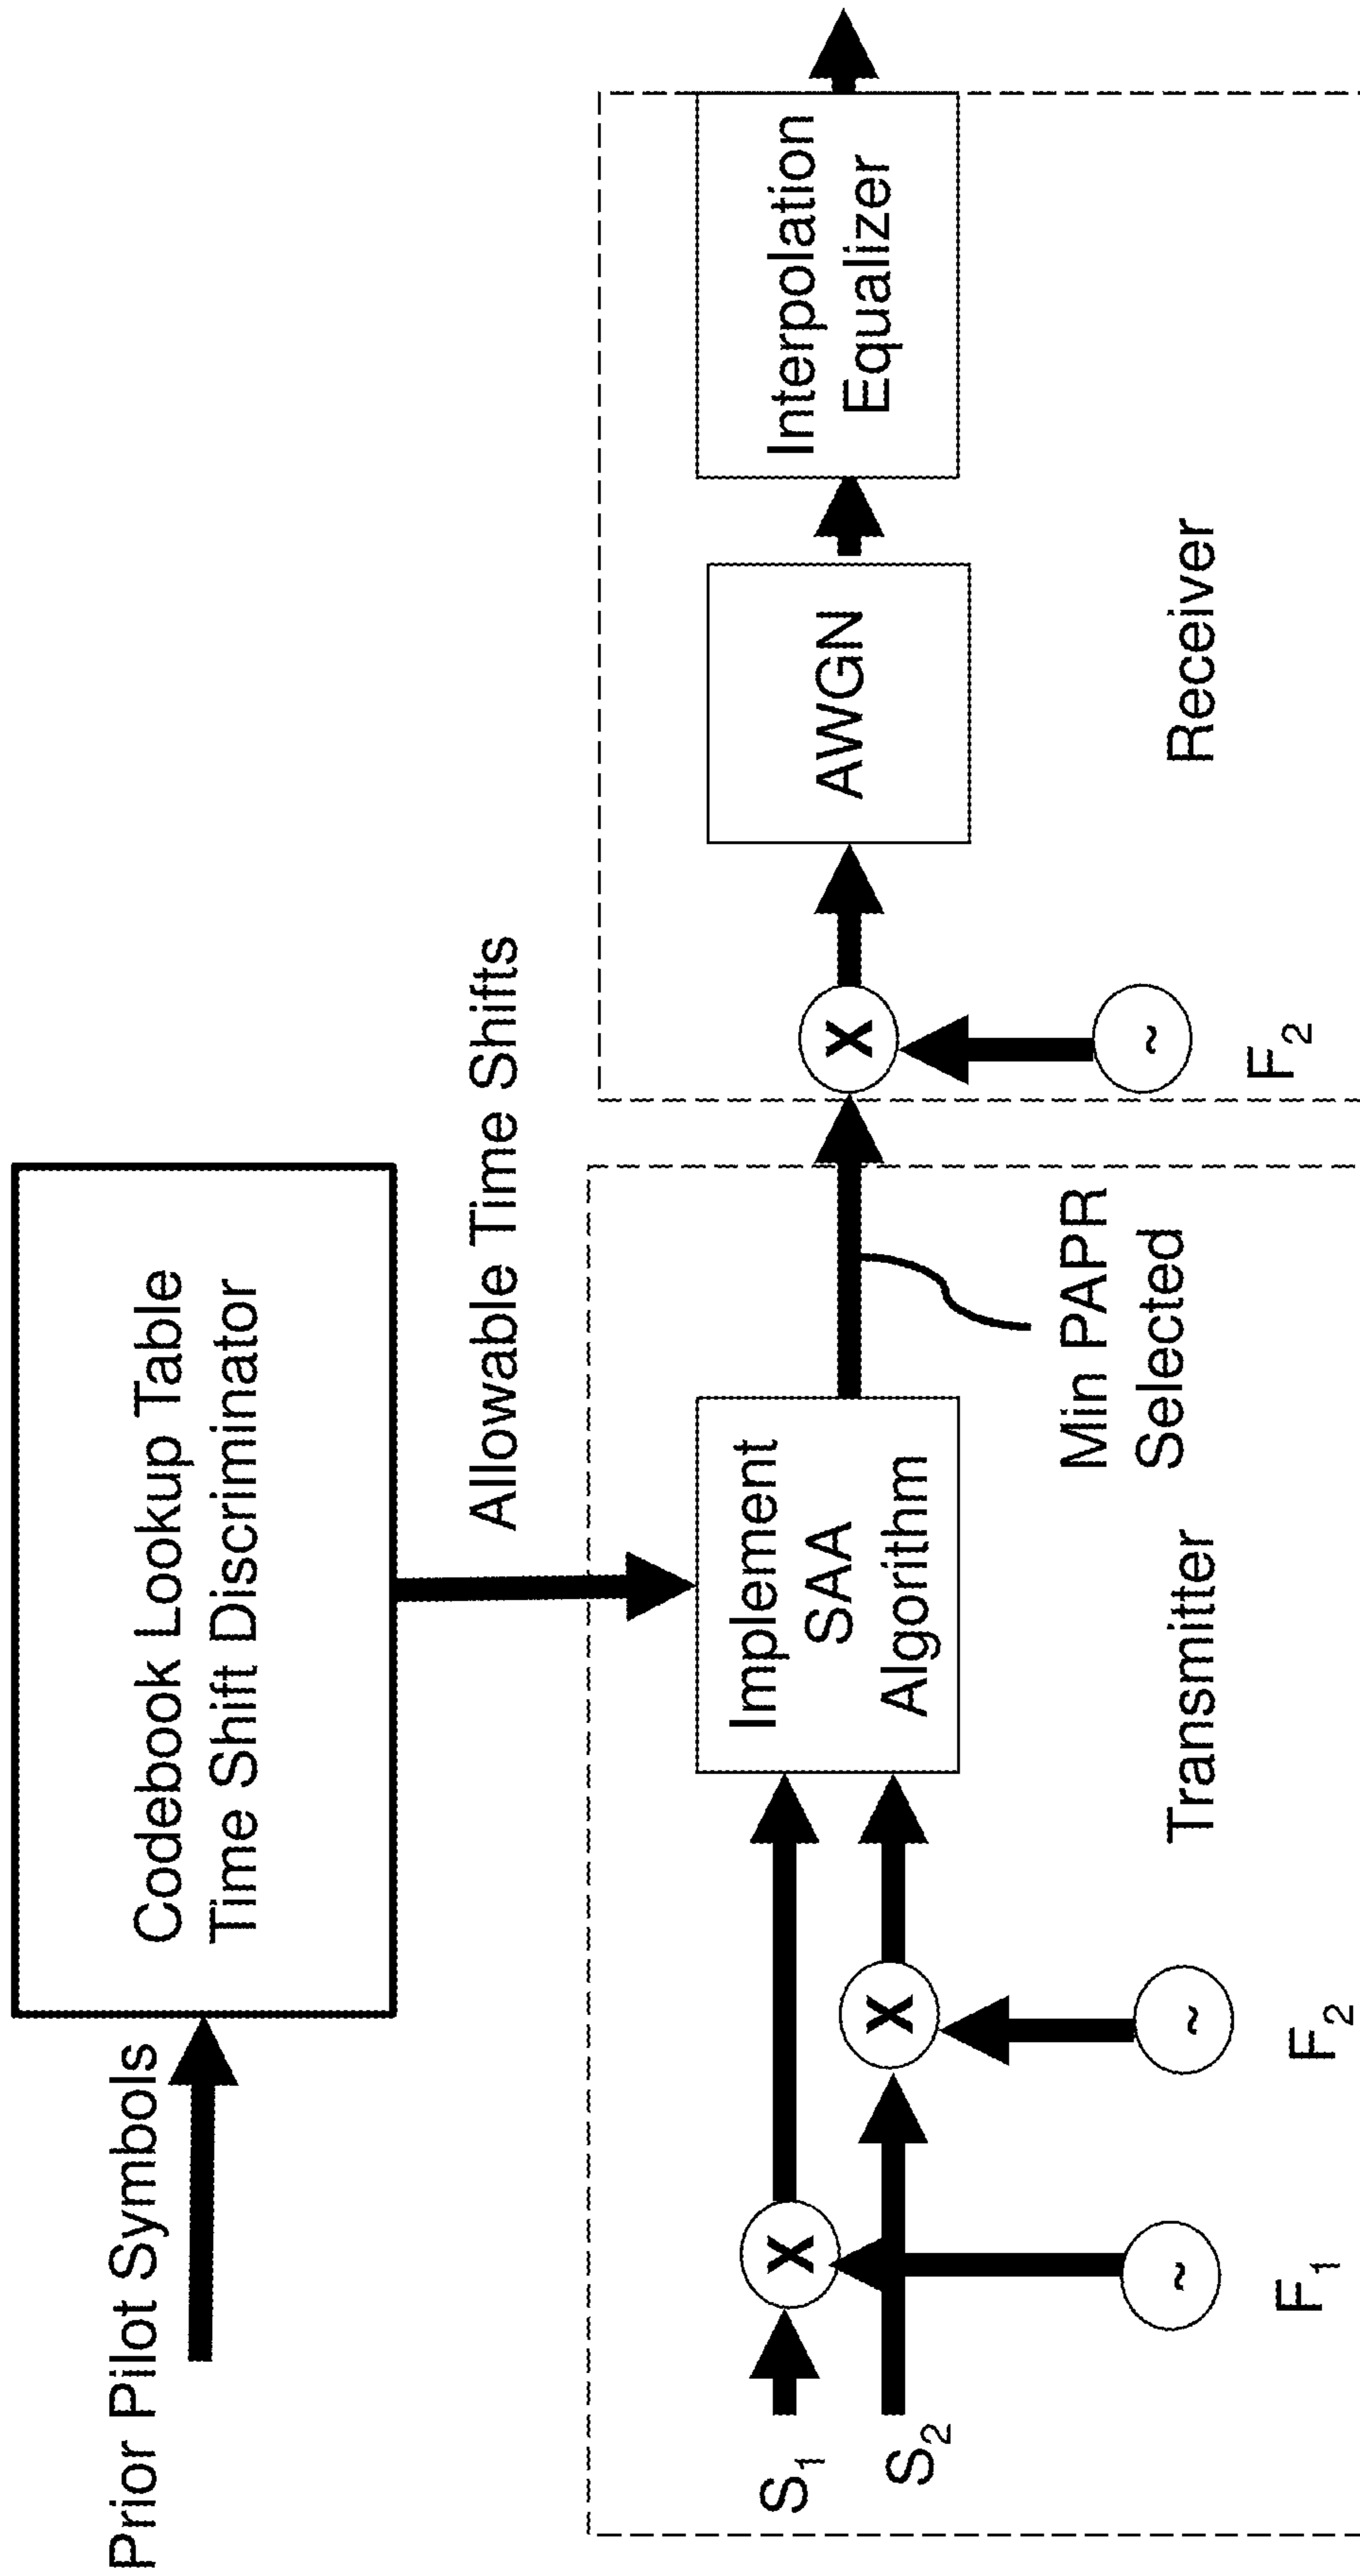 Prior Pilot Symbols
Codebook Lookup Table
Time Shift Discriminator
Allowable Time Shifts
S1
S2
X
X
~
F1
~
F2
Implement
SAA
Algorithm
Transmitter
Min PAPR
Selected
X
~
F2
AWGN
Interpolation
Equalizer
Receiver